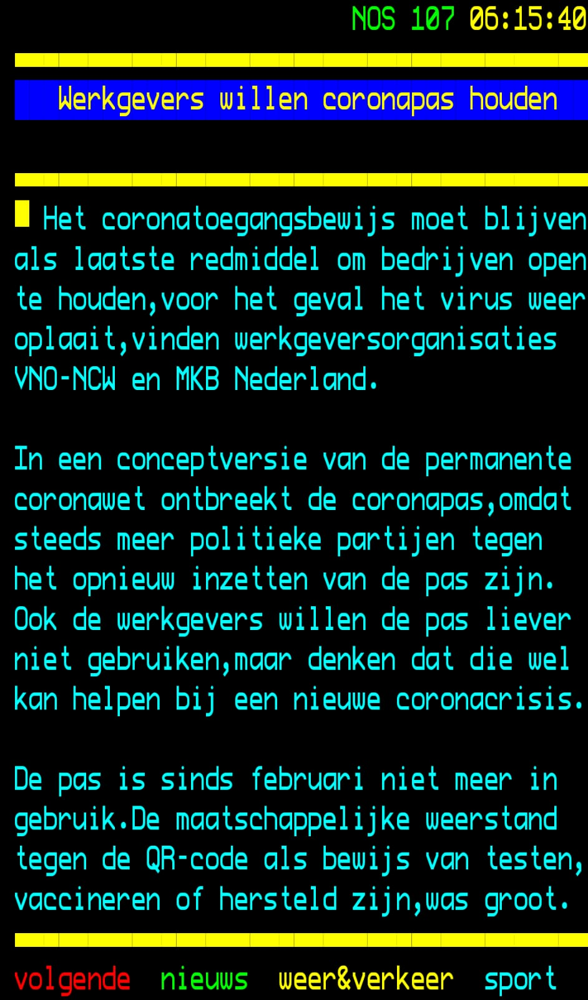 NOS 107 06:15:40
Werkgevers willen coronapas houden
Het coronatoegangsbewijs moet blijven
als laatste redmiddel om bedrijven open
te houden,voor het geval het virus weer
oplaait,vinden werkgeversorganisaties
VNO-NCW en MKB Nederland.
In een conceptversie van de permanente
coronawet ontbreekt de coronapas,omdat
steeds meer politieke partijen tegen
het opnieuw inzetten van de pas zijn.
Ook de werkgevers willen de pas liever
niet gebruiken,maar denken dat die wel
kan helpen bij een nieuwe coronacrisis.
De pas is sinds februari niet meer in
gebruik.De maatschappelijke weerstand
tegen de QR-code als bewijs van testen,
vaccineren of hersteld zijn,was groot.
volgende nieuws weer&verkeer sport